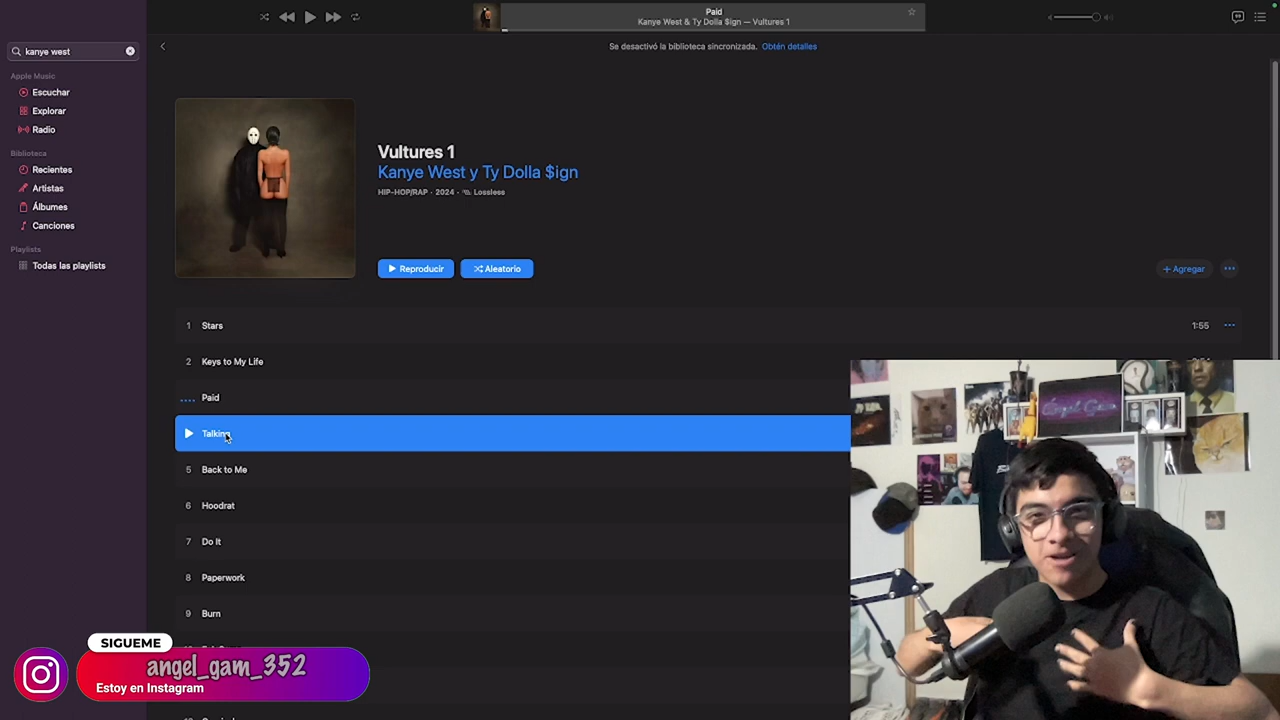 Paid
Kanye West & Ty Dolla $ign — Vultures 1
kanye west
Se desactivó la biblioteca sincronizada. Obtén detalles
Apple Music
Escuchar
Explorar
Radio
Biblioteca
Recientes
Artistas
Álbumes
Canciones
Playlists
Todas las playlists
Vultures 1
Kanye West y Ty Dolla $ign
HIP-HOP/RAP · 2024 · Lossless
Reproducir
Aleatorio
+ Agregar
1 Stars 1:55
2 Keys to My Life
Paid
Talking
5 Back to Me
6 Hoodrat
7 Do It
8 Paperwork
9 Burn
SIGUEME
angel_gam_352
Estoy en Instagram